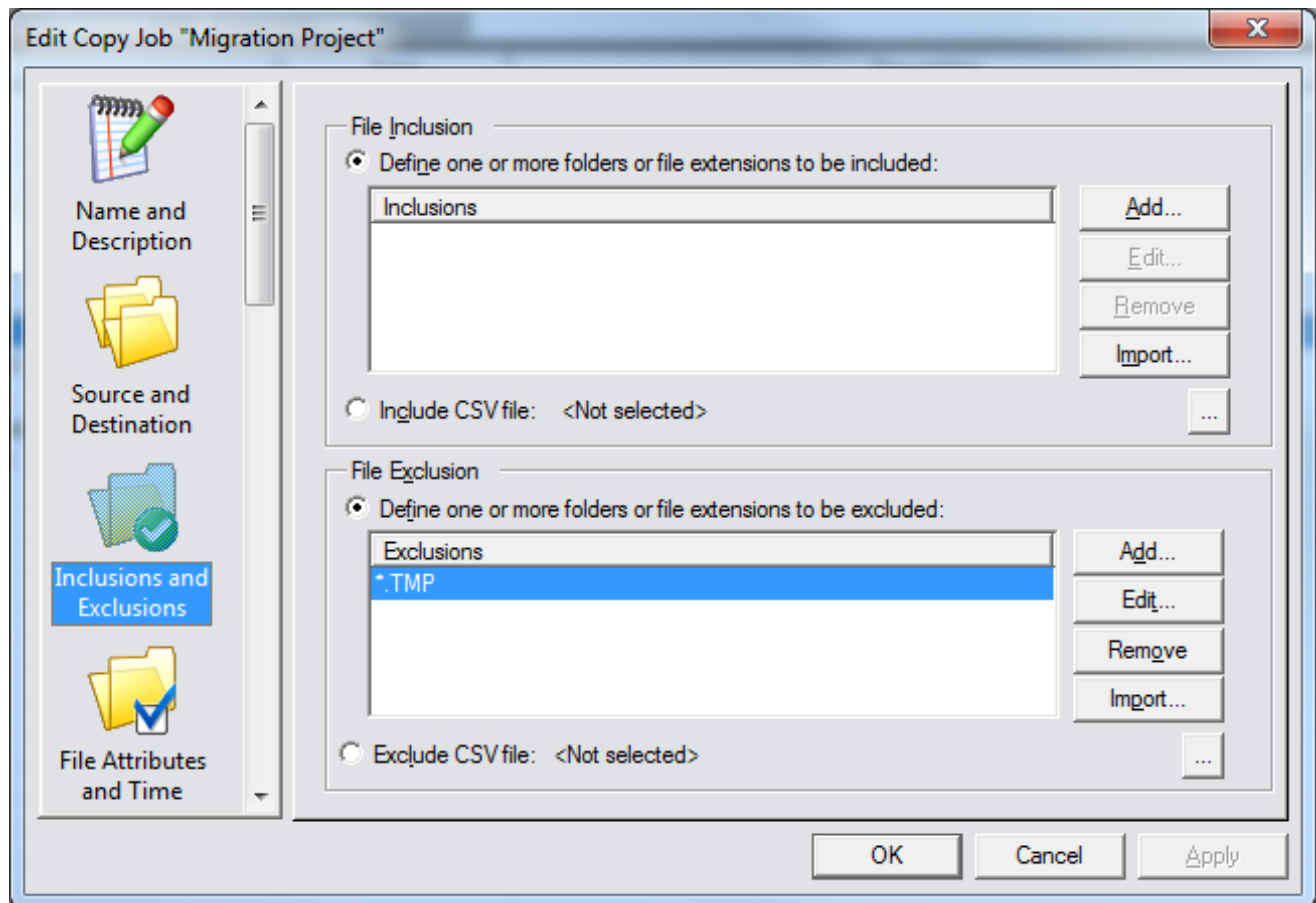 Edit Copy Job "Migration Project"
Name and
Description
Source and
Destination
Inclusions and
Exclusions
File Attributes
and Time
File Inclusion
Define one or more folders or file extensions to be included:
Inclusions
Add...
Edit...
Remove
Import...
Include CSV file: <Not selected>
...
File Exclusion
Define one or more folders or file extensions to be excluded:
Exclusions
*.TMP
Add...
Edit...
Remove
Import...
Exclude CSV file: <Not selected>
...
OK
Cancel
Apply